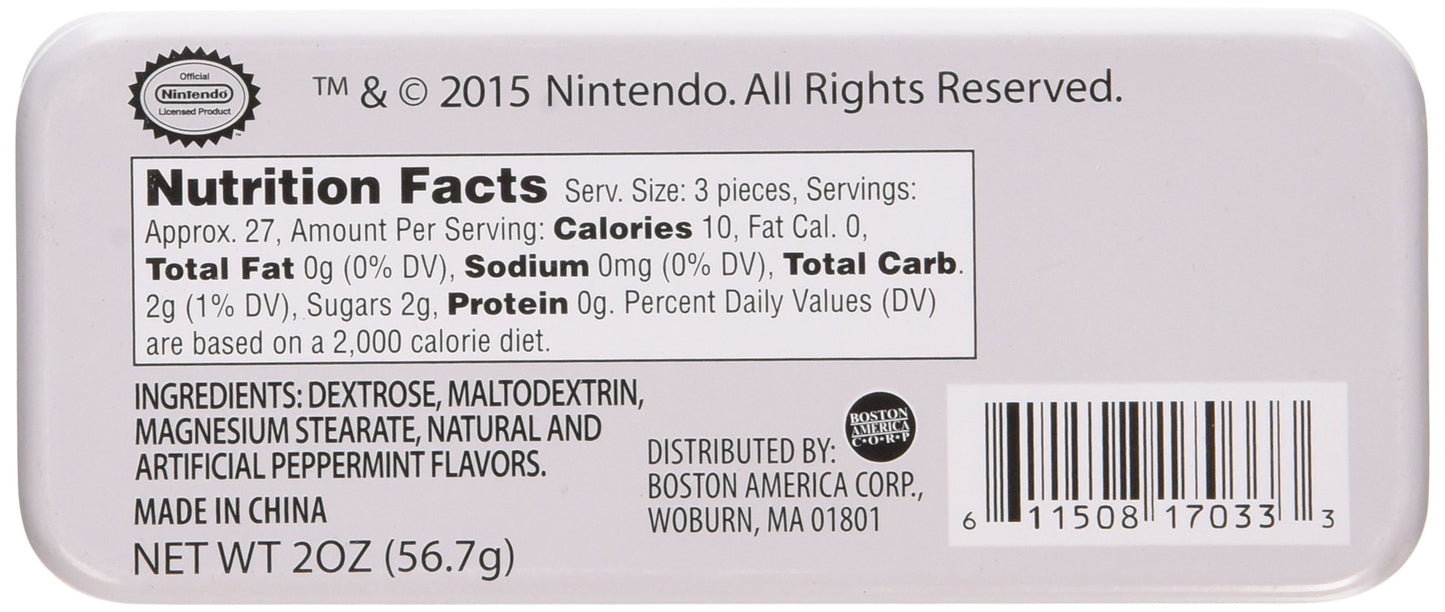 Official
Nintendo
Licensed Product
™
TM & © 2015 Nintendo. All Rights Reserved.
Nutrition Facts Serv. Size: 3 pieces, Servings:
Approx. 27, Amount Per Serving: Calories 10, Fat Cal. 0,
Total Fat 0g (0% DV), Sodium 0mg (0% DV), Total Carb.
2g (1% DV), Sugars 2g, Protein 0g. Percent Daily Values (DV)
are based on a 2,000 calorie diet.
INGREDIENTS: DEXTROSE, MALTODEXTRIN,
MAGNESIUM STEARATE, NATURAL AND
ARTIFICIAL PEPPERMINT FLAVORS.
MADE IN CHINA
NET WT 2OZ (56.7g)
BOSTON
AMERICA
C•O•R•P
DISTRIBUTED BY:
BOSTON AMERICA CORP.,
WOBURN, MA 01801
6 11508 17033 3